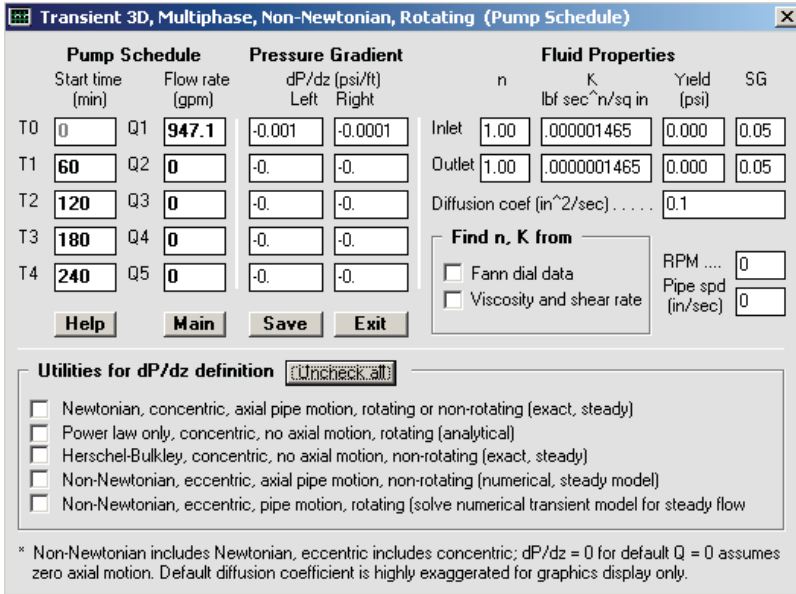 Transient 3D, Multiphase, Non-Newtonian, Rotating (Pump Schedule)
Pump Schedule Pressure Gradient Fluid Properties
Start time Flow rate dP/dz (psi/ft) n K Yield SG
(min) (gpm) Left Right lbf sec^n/sq in (psi)
T0 0 Q1 947.1 -0.001 -0.0001 Inlet 1.00 .000001465 0.000 0.05
T1 60 Q2 0 -0. -0. Outlet 1.00 .0000001465 0.000 0.05
T2 120 Q3 0 -0. -0. Diffusion coef (in^2/sec) . . . . . 0.1
T3 180 Q4 0 -0. -0. Find n, K from
T4 240 Q5 0 -0. -0. Fann dial data RPM .... 0
Viscosity and shear rate Pipe spd (in/sec) 0
Help Main Save Exit
Utilities for dP/dz definition Uncheck all
Newtonian, concentric, axial pipe motion, rotating or non-rotating (exact, steady)
Power law only, concentric, no axial motion, rotating (analytical)
Herschel-Bulkley, concentric, no axial motion, non-rotating (exact, steady)
Non-Newtonian, eccentric, axial pipe motion, non-rotating (numerical, steady model)
Non-Newtonian, eccentric, pipe motion, rotating (solve numerical transient model for steady flow
* Non-Newtonian includes Newtonian, eccentric includes concentric; dP/dz = 0 for default Q = 0 assumes
zero axial motion. Default diffusion coefficient is highly exaggerated for graphics display only.